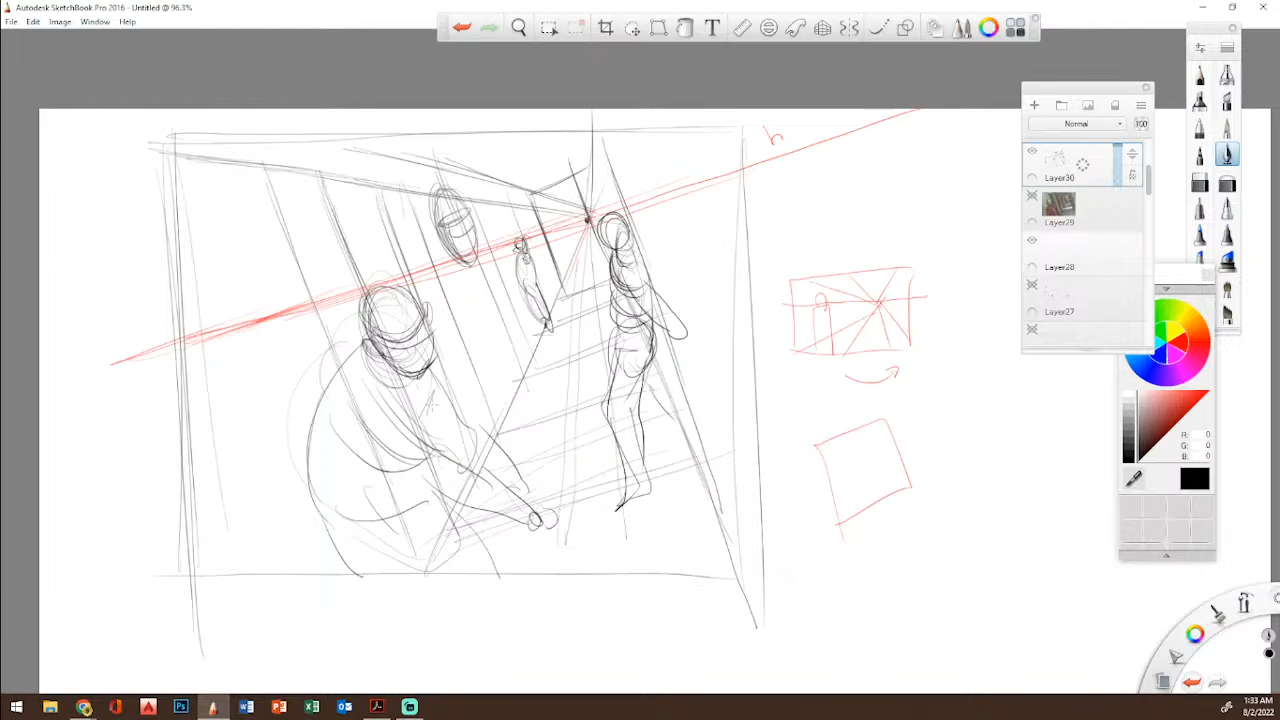 Autodesk SketchBook Pro 2016 - Untitled @ 96.3%
File Edit Image Window Help
T
h
Normal
100
Layer30
Layer29
Layer28
Layer27
R: 0
G: 0
B: 0
1:33 AM
8/2/2022